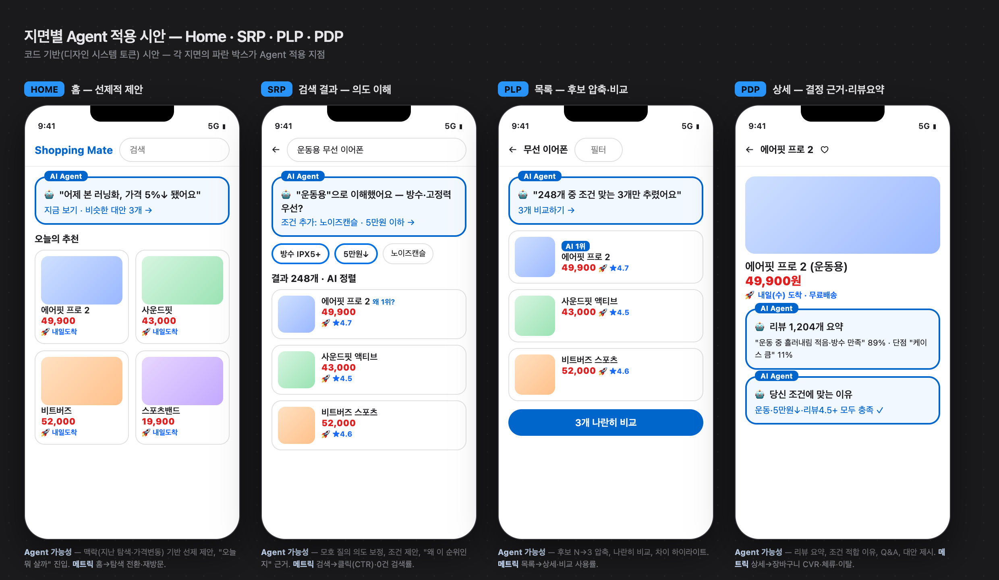 지면별 Agent 적용 시안 — Home · SRP · PLP · PDP
코드 기반(디자인 시스템 토큰) 시안 — 각 지면의 파란 박스가 Agent 적용 지점
HOME 홈 — 선제적 제안
9:41 5G
Shopping Mate 검색
AI Agent
"어제 본 러닝화, 가격 5%↓ 됐어요"
지금 보기 · 비슷한 대안 3개 →
오늘의 추천
에어핏 프로 2
49,900
내일도착
사운드핏
43,000
내일도착
비트버즈
52,000
내일도착
스포츠밴드
19,900
내일도착
Agent 가능성 — 맥락(지난 탐색·가격변동) 기반 선제 제안, "오늘
뭐 살까" 진입. 메트릭 홈→탐색 전환·재방문.
SRP 검색 결과 — 의도 이해
9:41 5G
← 운동용 무선 이어폰
AI Agent
"운동용"으로 이해했어요 — 방수·고정력
우선?
조건 추가: 노이즈캔슬 · 5만원 이하 →
방수 IPX5+ 5만원↓ 노이즈캔슬
결과 248개 · AI 정렬
에어핏 프로 2 왜 1위?
49,900
★4.7
사운드핏 액티브
43,000
★4.5
비트버즈 스포츠
52,000
★4.6
Agent 가능성 — 모호 질의 의도 보정, 조건 제안, "왜 이 순위인
지" 근거. 메트릭 검색→클릭(CTR)·0건 검색률.
PLP 목록 — 후보 압축·비교
9:41 5G
← 무선 이어폰 필터
AI Agent
"248개 중 조건 맞는 3개만 추렸어요"
3개 비교하기 →
AI 1위
에어핏 프로 2
49,900 ★4.7
사운드핏 액티브
43,000 ★4.5
비트버즈 스포츠
52,000 ★4.6
3개 나란히 비교
Agent 가능성 — 후보 N→3 압축, 나란히 비교, 차이 하이라이트.
메트릭 목록→상세·비교 사용률.
PDP 상세 — 결정 근거·리뷰요약
9:41 5G
← 에어핏 프로 2 ♡
에어핏 프로 2 (운동용)
49,900원
내일(수) 도착 · 무료배송
AI Agent
리뷰 1,204개 요약
"운동 중 흘러내림 적음·방수 만족" 89% · 단점 "케이
스 큼" 11%
AI Agent
당신 조건에 맞는 이유
운동·5만원↓·리뷰4.5+ 모두 충족 ✓
Agent 가능성 — 리뷰 요약, 조건 적합 이유, Q&A, 대안 제시. 메
트릭 상세→장바구니 CVR·체류·이탈.